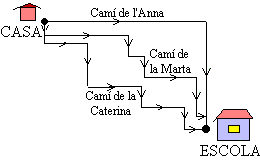 Camí de l'Anna
CASA
Camí de
la Marta
Camí de la
Caterina
ESCOLA